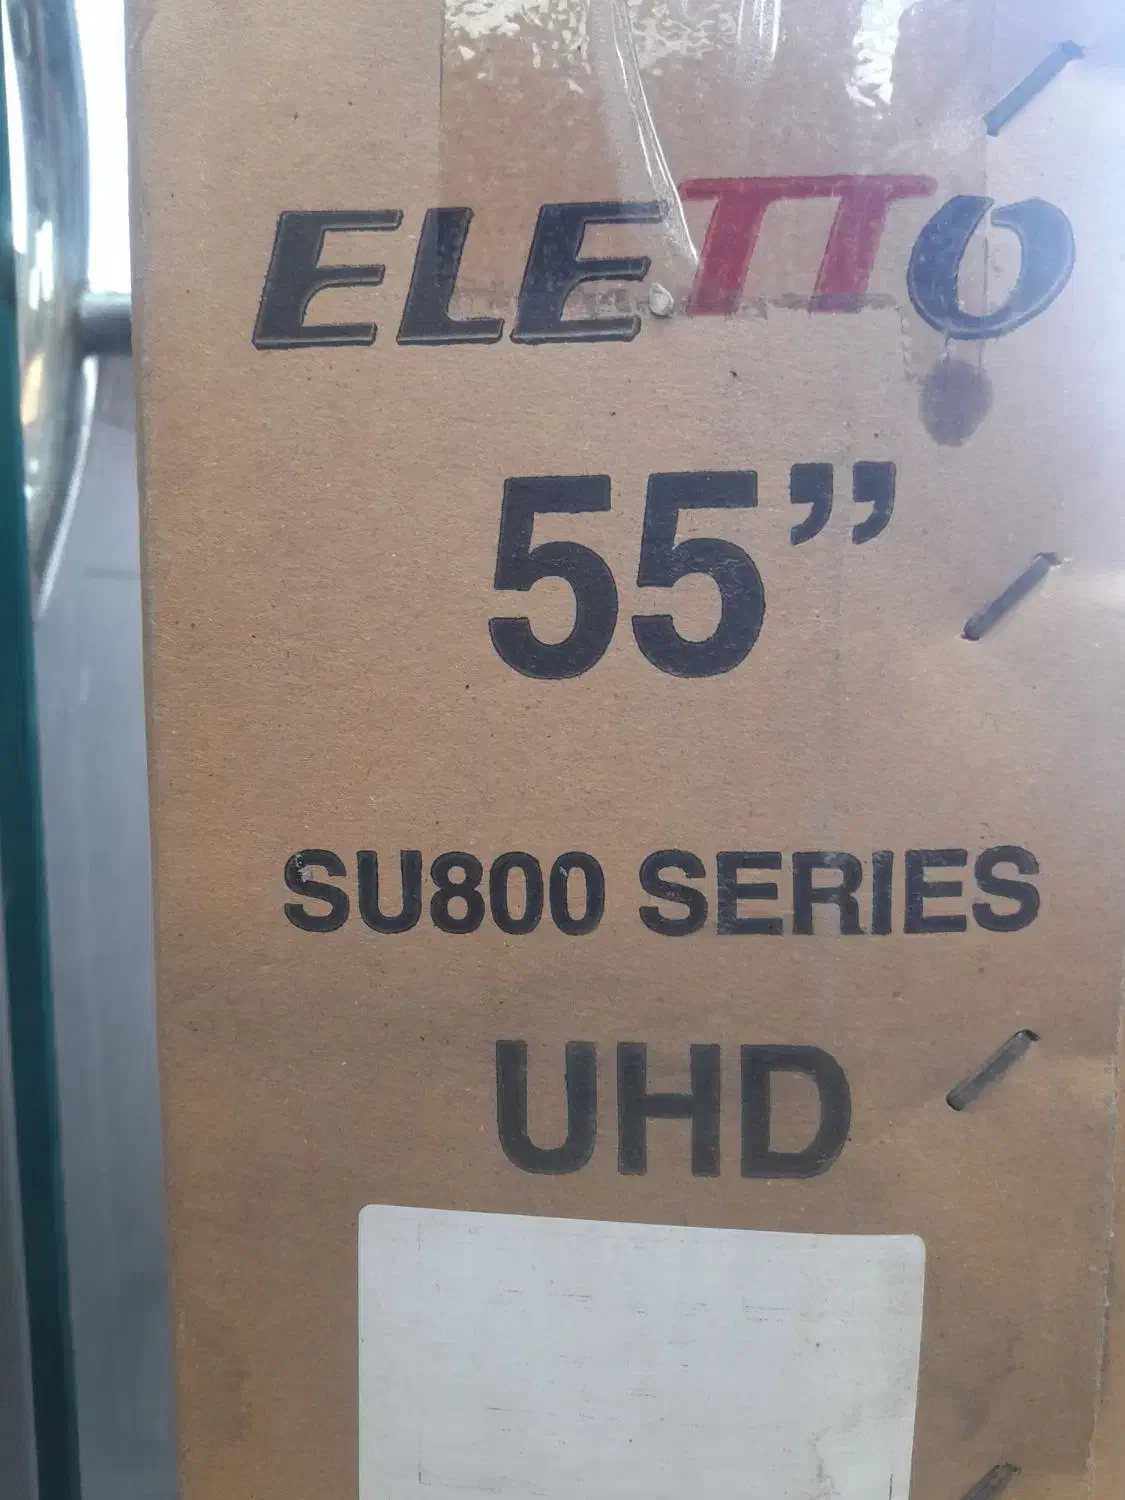 ELETTO
55”
SU800 SERIES
UHD